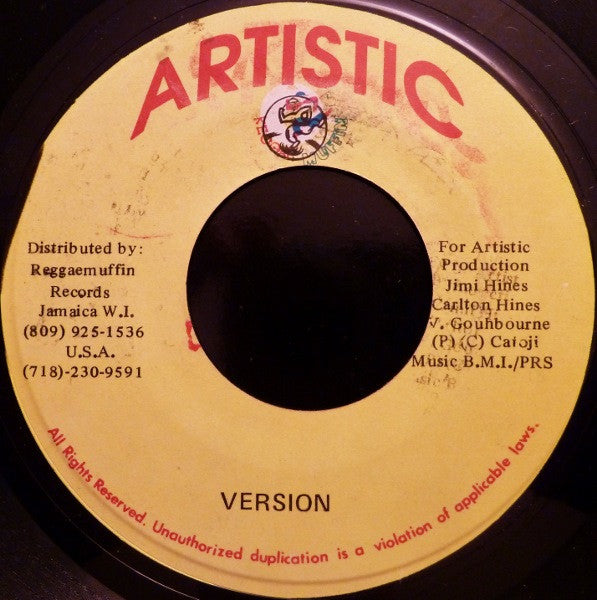 ARTISTIC
Distributed by:
Reggaemuffin
Records
Jamaica W.I.
(809) 925-1536
U.S.A.
(718)-230-9591
For Artistic
Production
Jimi Hines
Carlton Hines
V. Gouhbourne
(P) (C) Catoji
Music B.M.I./PRS
VERSION
All Rights Reserved. Unauthorized duplication is a violation of applicable laws.